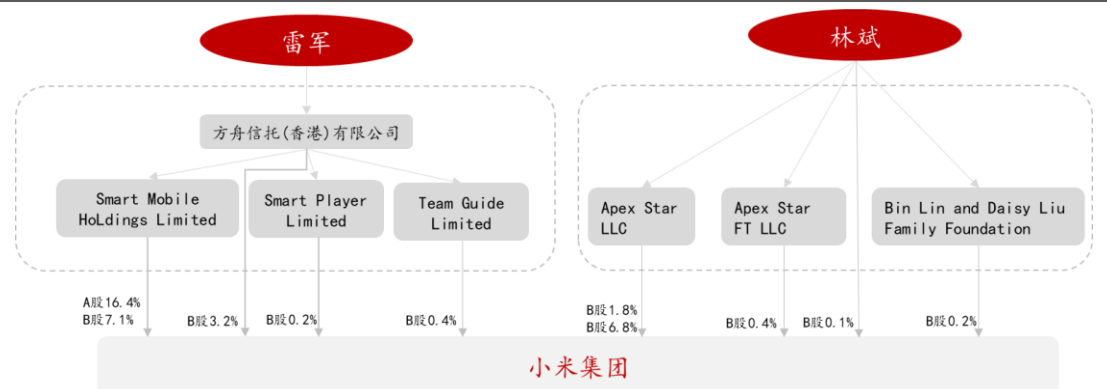 雷军
林斌
方舟信托(香港)有限公司
Smart Mobile
HoLdings Limited
Smart Player
Limited
Team Guide
Limited
Apex Star
LLC
Apex Star
FT LLC
Bin Lin and Daisy Liu
Family Foundation
A股16.4%
B股7.1%
B股3.2%
B股0.2%
B股0.4%
B股1.8%
B股6.8%
B股0.4%
B股0.1%
B股0.2%
小米集团